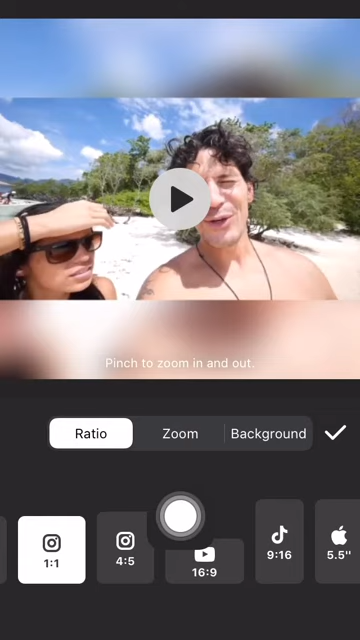 Pinch to zoom in and out.
Ratio
Zoom
Background
1:1
4:5
16:9
9:16
5.5"